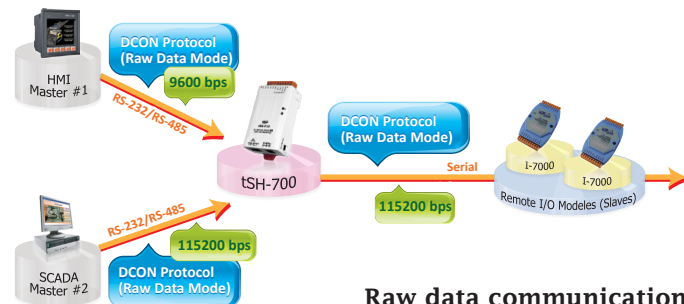 DCON Protocol
(Raw Data Mode)
9600 bps
HMI
Master #1
RS-232/RS-485
DCON Protocol
(Raw Data Mode)
tSH-700
Serial
115200 bps
I-7000
I-7000
Remote I/O Modeles (Slaves)
RS-232/RS-485
115200 bps
DCON Protocol
(Raw Data Mode)
SCADA
Master #2
Raw data communication